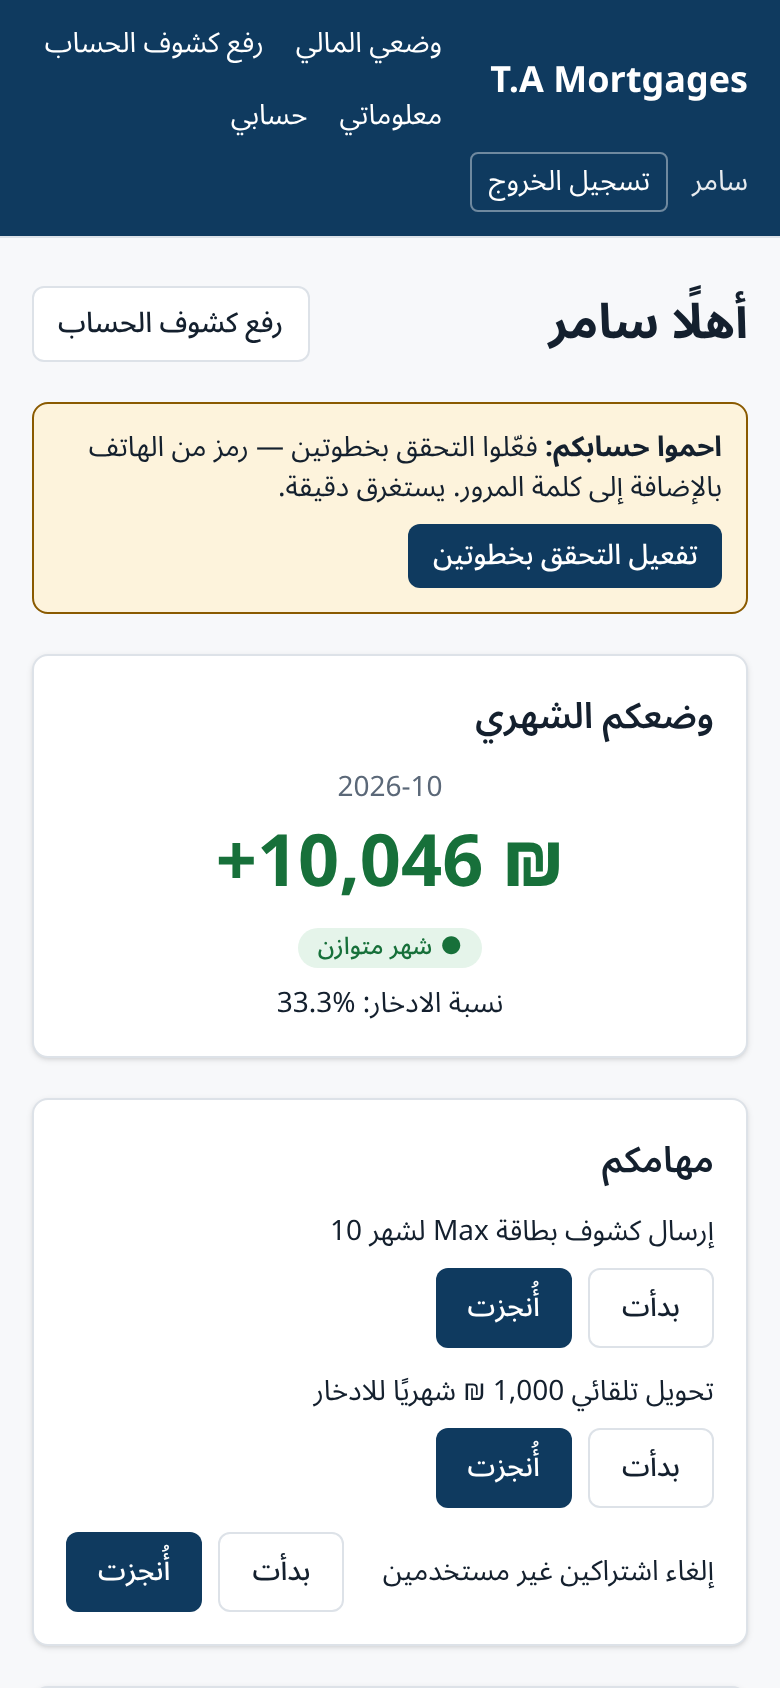 T.A Mortgages
وضعي المالي
رفع كشوف الحساب
معلوماتي
حسابي
سامر
تسجيل الخروج
أهلًا سامر
رفع كشوف الحساب
احموا حسابكم: فعّلوا التحقق بخطوتين — رمز من الهاتف
بالإضافة إلى كلمة المرور. يستغرق دقيقة.
تفعيل التحقق بخطوتين
وضعكم الشهري
2026-10
+10,046 ₪
شهر متوازن
نسبة الادخار: 33.3%
مهامكم
إرسال كشوف بطاقة Max لشهر 10
بدأت
أُنجزت
تحويل تلقائي 1,000 ₪ شهريًا للادخار
بدأت
أُنجزت
إلغاء اشتراكين غير مستخدمين
بدأت
أُنجزت